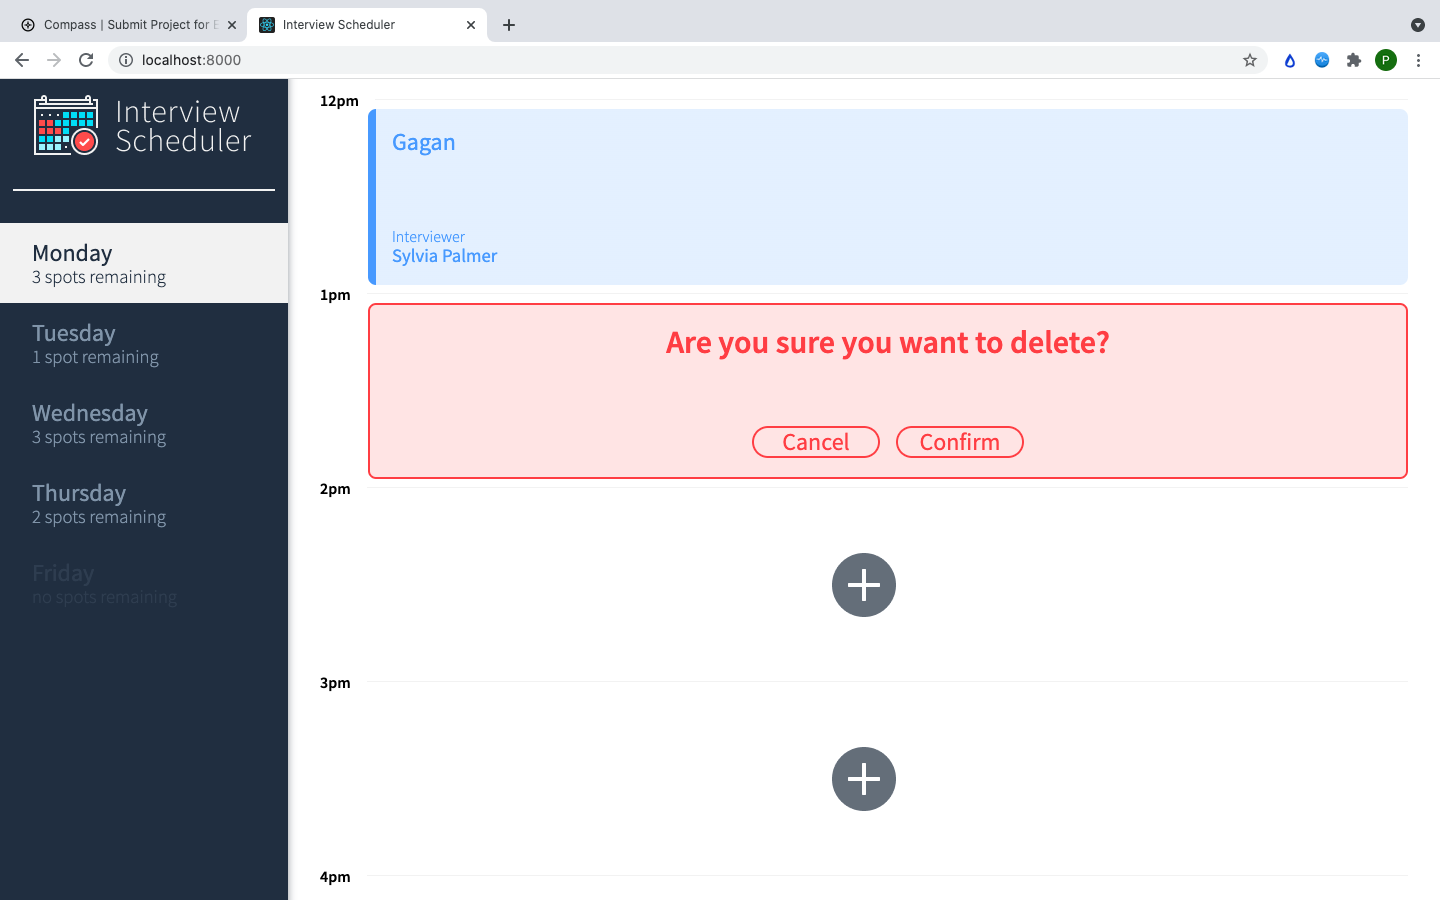 Compass | Submit Project for E
Interview Scheduler
localhost:8000
P
Interview
Scheduler
Monday
3 spots remaining
Tuesday
1 spot remaining
Wednesday
3 spots remaining
Thursday
2 spots remaining
Friday
no spots remaining
12pm
Gagan
Interviewer
Sylvia Palmer
1pm
Are you sure you want to delete?
Cancel
Confirm
2pm
3pm
4pm